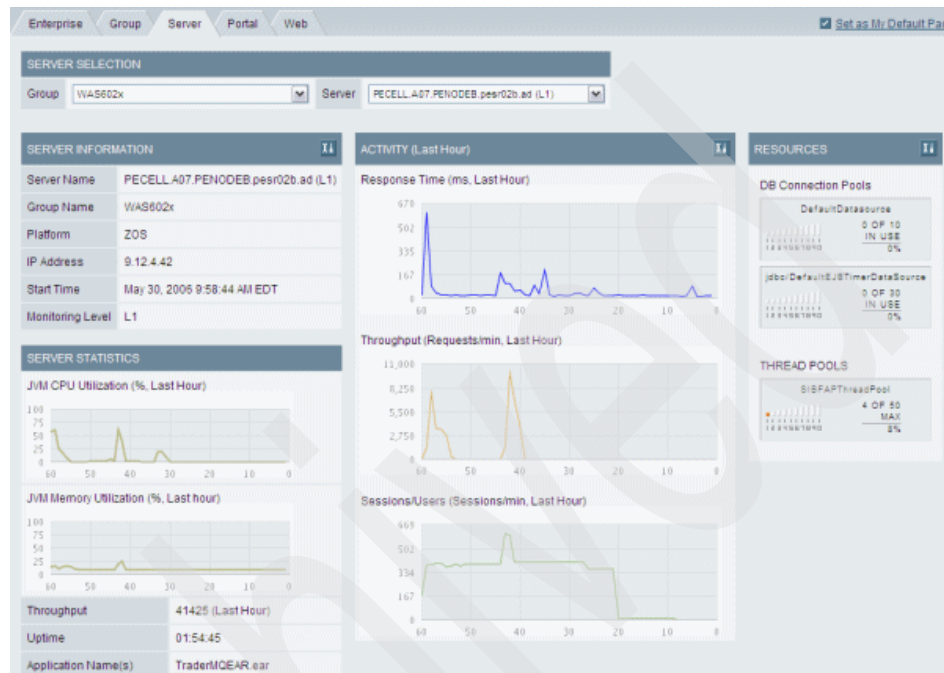 Enterprise Group Server Portal Web
Set as My Default Pa
SERVER SELECTION
Group WAS602x Server PECELL.A07.PENODEB.pesr02b.ad (L1)
SERVER INFORMATION
Server Name PECELL.A07.PENODEB.pesr02b.ad (L1)
Group Name WAS602x
Platform ZOS
IP Address 9.12.4.42
Start Time May 30, 2006 9:58:44 AM EDT
Monitoring Level L1
SERVER STATISTICS
JVM CPU Utilization (%, Last Hour)
100
75
50
25
0
60 50 40 30 20 10 0
JVM Memory Utilization (%, Last hour)
100
75
50
25
0
60 50 40 30 20 10 0
Throughput 41425 (Last Hour)
Uptime 01:54:45
Application Name(s) TraderMQEAR.ear
ACTIVITY (Last Hour)
Response Time (ms, Last Hour)
670
502
335
167
0
60 50 40 30 20 10 0
Throughput (Requests/min, Last Hour)
11,000
8,250
5,500
2,750
0
60 50 40 30 20 10 0
Sessions/Users (Sessions/min, Last Hour)
669
502
334
167
0
60 50 40 30 20 10 0
RESOURCES
DB Connection Pools
DefaultDatasource
0 OF 10
IN USE
0%
jdbc/DefaultEJBTimerDataSource
0 OF 30
IN USE
0%
THREAD POOLS
SIBFAPThreadPool
4 OF 50
MAX
8%